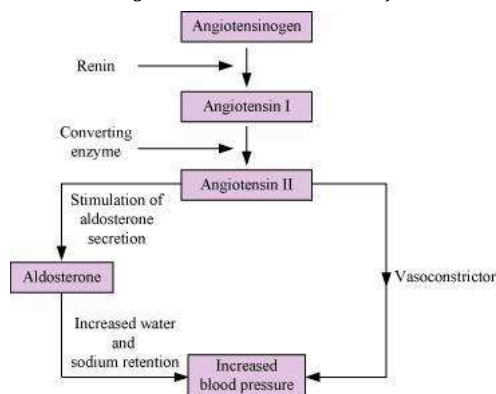 Angiotensinogen
Renin
Angiotensin I
Converting
enzyme
Angiotensin II
Stimulation of
aldosterone
secretion
Aldosterone
Vasoconstrictor
Increased water
and
sodium retention
Increased
blood pressure